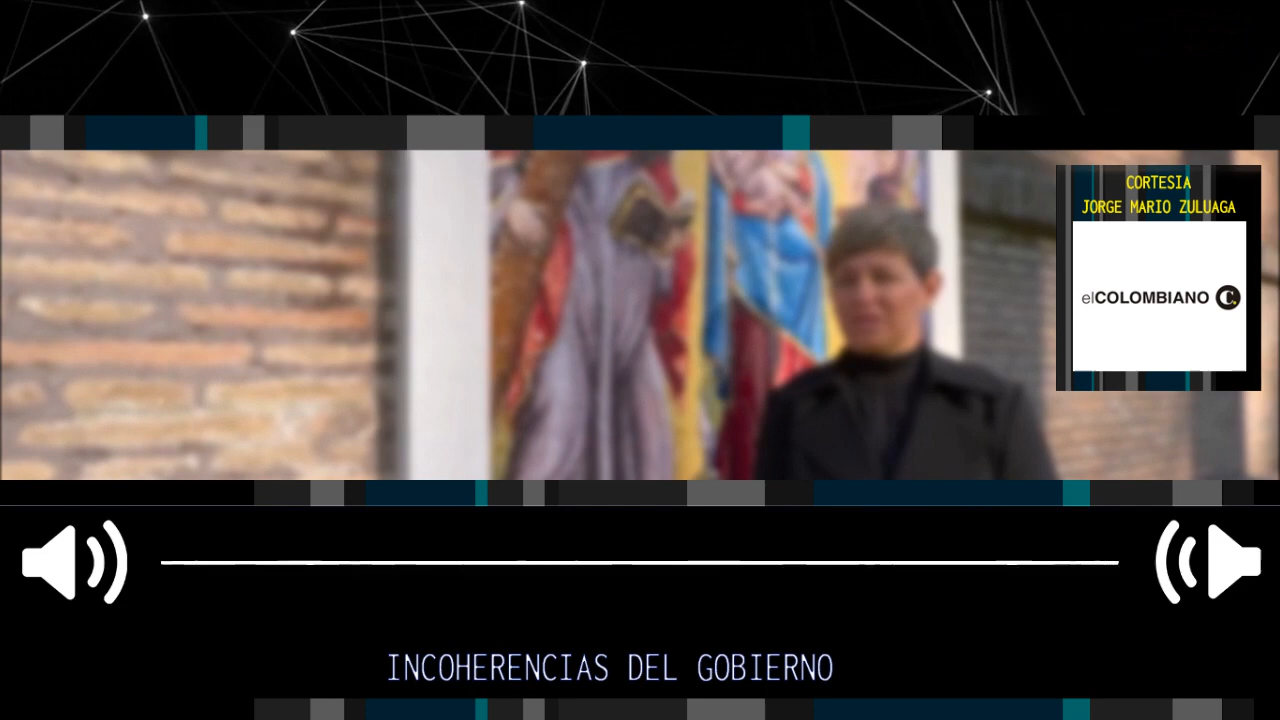 CORTESIA
JORGE MARIO ZULUAGA
elCOLOMBIANO C.
INCOHERENCIAS DEL GOBIERNO